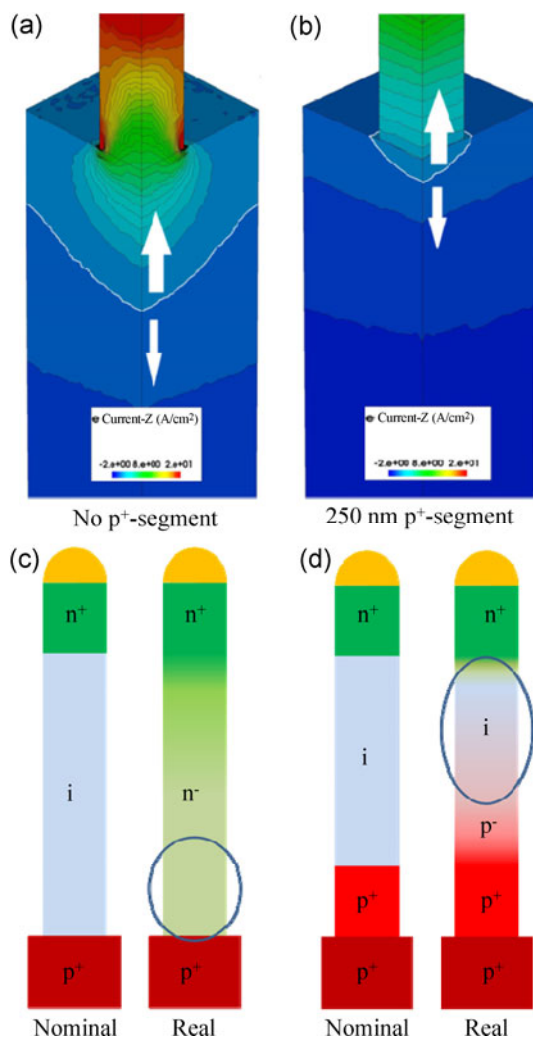 (a)
(b)
e Current-Z (A/cm²)
-2.e+00 8.e+00 2.e+01
e Current-Z (A/cm²)
-2.e+00 8.e+00 2.e+01
No p⁺-segment
250 nm p⁺-segment
(c)
(d)
n⁺
n⁺
n⁺
n⁺
i
n⁻
i
i
p⁻
p⁺
p⁺
p⁺
p⁺
p⁺
p⁺
Nominal
Real
Nominal
Real